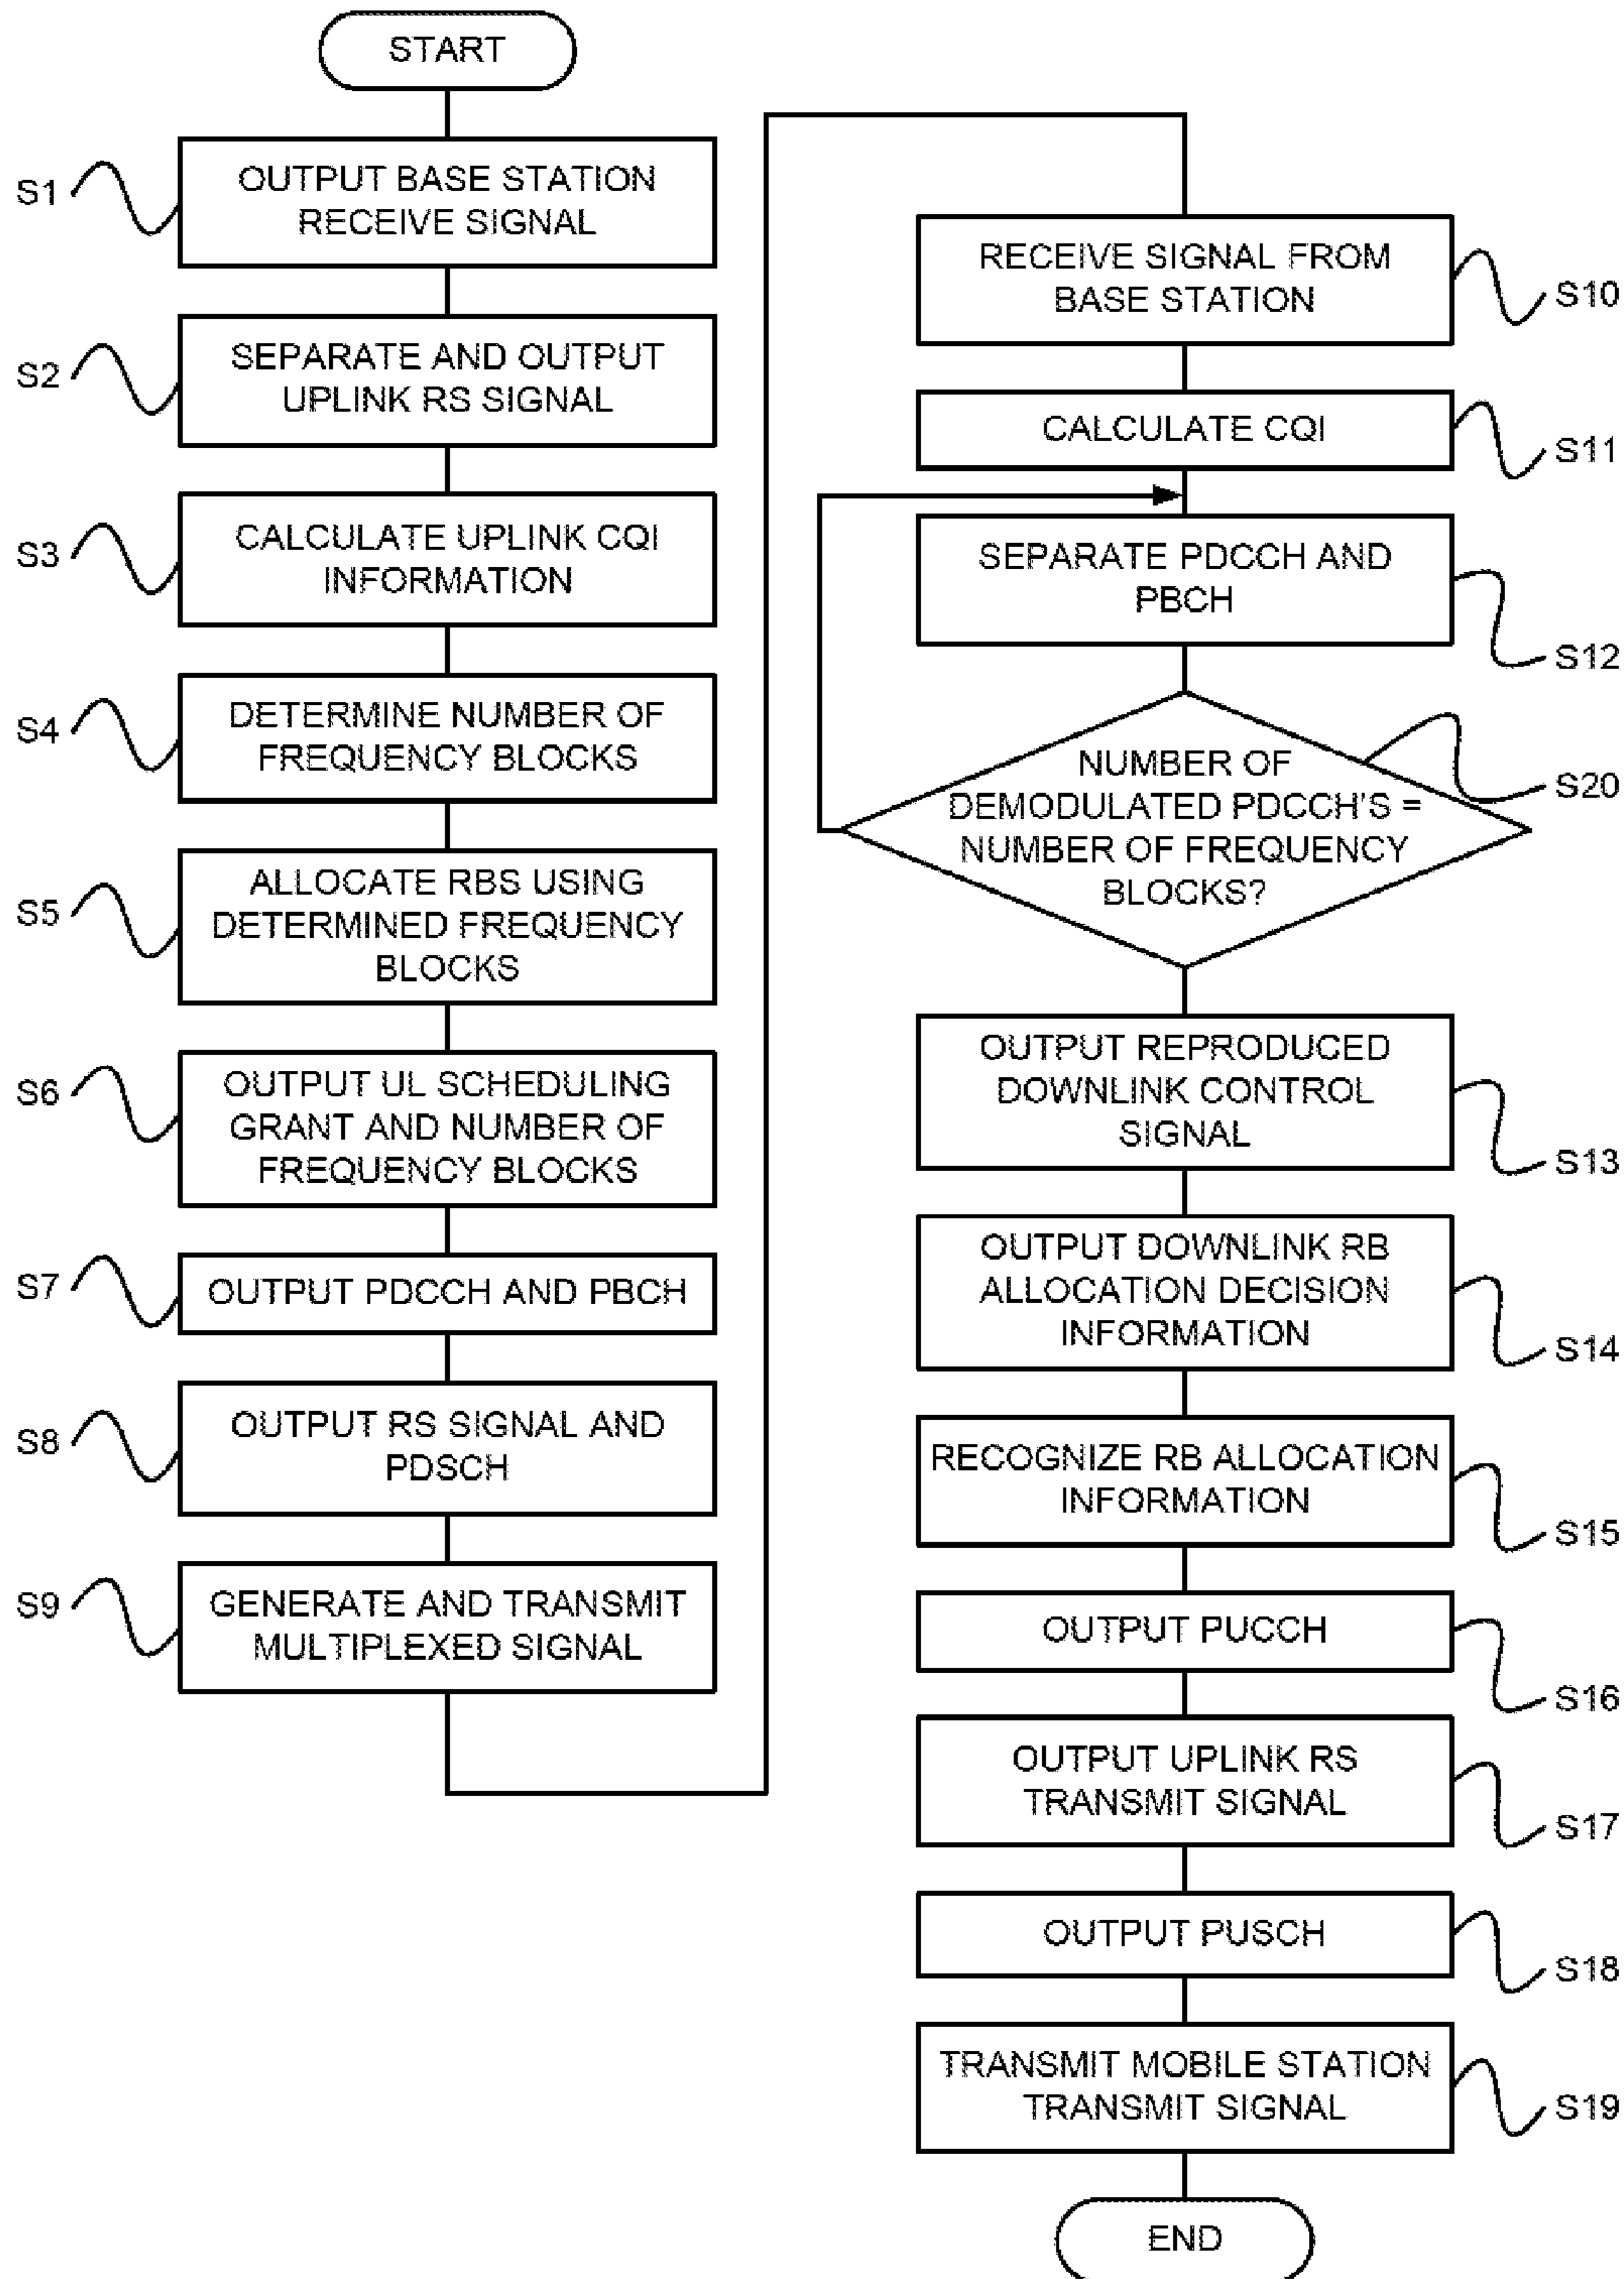 START
S1
OUTPUT BASE STATION
RECEIVE SIGNAL
S2
SEPARATE AND OUTPUT
UPLINK RS SIGNAL
S3
CALCULATE UPLINK CQI
INFORMATION
S4
DETERMINE NUMBER OF
FREQUENCY BLOCKS
S5
ALLOCATE RBS USING
DETERMINED FREQUENCY
BLOCKS
S6
OUTPUT UL SCHEDULING
GRANT AND NUMBER OF
FREQUENCY BLOCKS
S7
OUTPUT PDCCH AND PBCH
S8
OUTPUT RS SIGNAL AND
PDSCH
S9
GENERATE AND TRANSMIT
MULTIPLEXED SIGNAL
RECEIVE SIGNAL FROM
BASE STATION
S10
CALCULATE CQI
S11
SEPARATE PDCCH AND
PBCH
S12
NUMBER OF
DEMODULATED PDCCH'S =
NUMBER OF FREQUENCY
BLOCKS?
S20
OUTPUT REPRODUCED
DOWNLINK CONTROL
SIGNAL
S13
OUTPUT DOWNLINK RB
ALLOCATION DECISION
INFORMATION
S14
RECOGNIZE RB ALLOCATION
INFORMATION
S15
OUTPUT PUCCH
S16
OUTPUT UPLINK RS
TRANSMIT SIGNAL
S17
OUTPUT PUSCH
S18
TRANSMIT MOBILE STATION
TRANSMIT SIGNAL
S19
END